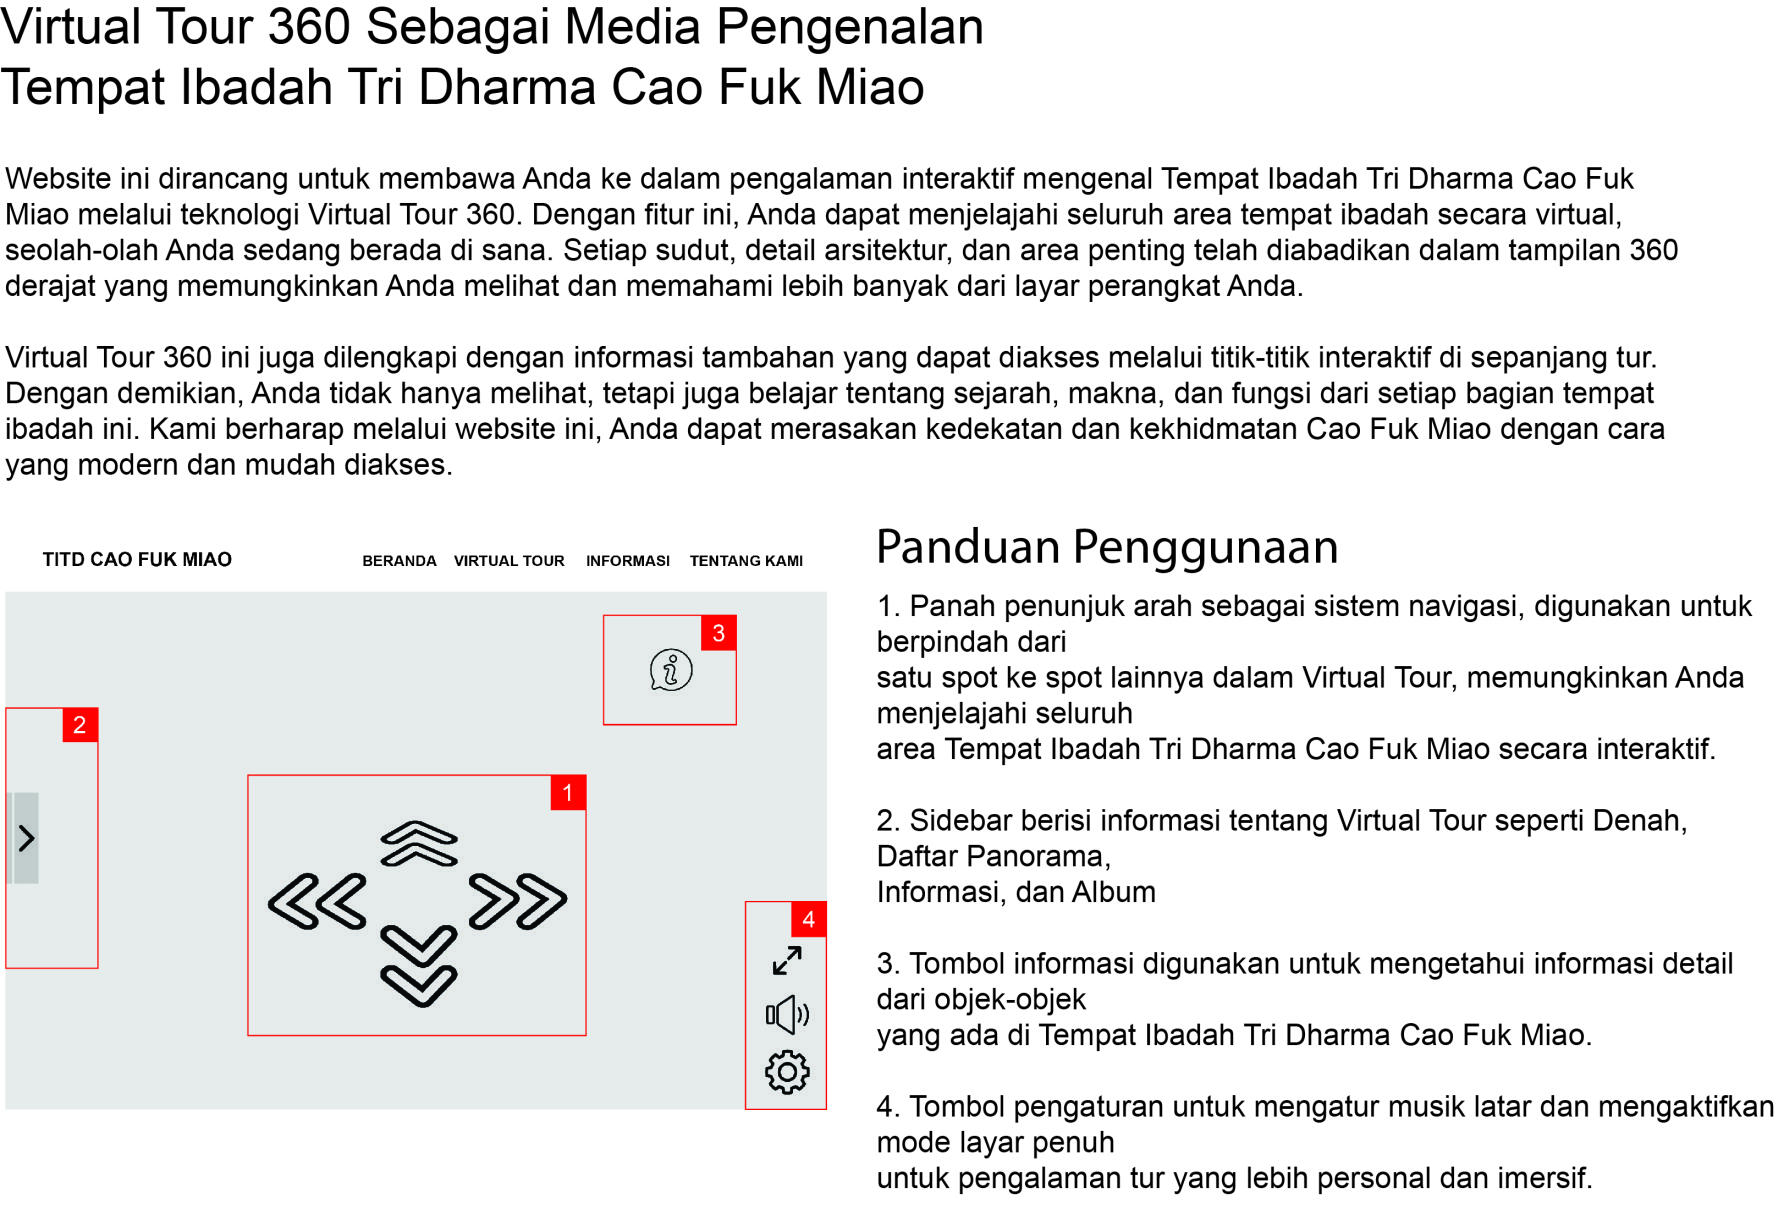 Virtual Tour 360 Sebagai Media Pengenalan
Tempat Ibadah Tri Dharma Cao Fuk Miao
Website ini dirancang untuk membawa Anda ke dalam pengalaman interaktif mengenal Tempat Ibadah Tri Dharma Cao Fuk
Miao melalui teknologi Virtual Tour 360. Dengan fitur ini, Anda dapat menjelajahi seluruh area tempat ibadah secara virtual,
seolah-olah Anda sedang berada di sana. Setiap sudut, detail arsitektur, dan area penting telah diabadikan dalam tampilan 360
derajat yang memungkinkan Anda melihat dan memahami lebih banyak dari layar perangkat Anda.
Virtual Tour 360 ini juga dilengkapi dengan informasi tambahan yang dapat diakses melalui titik-titik interaktif di sepanjang tur.
Dengan demikian, Anda tidak hanya melihat, tetapi juga belajar tentang sejarah, makna, dan fungsi dari setiap bagian tempat
ibadah ini. Kami berharap melalui website ini, Anda dapat merasakan kedekatan dan kekhidmatan Cao Fuk Miao dengan cara
yang modern dan mudah diakses.
TITD CAO FUK MIAO
BERANDA VIRTUAL TOUR INFORMASI TENTANG KAMI
3
2
1
4
Panduan Penggunaan
1. Panah penunjuk arah sebagai sistem navigasi, digunakan untuk
berpindah dari
satu spot ke spot lainnya dalam Virtual Tour, memungkinkan Anda
menjelajahi seluruh
area Tempat Ibadah Tri Dharma Cao Fuk Miao secara interaktif.
2. Sidebar berisi informasi tentang Virtual Tour seperti Denah,
Daftar Panorama,
Informasi, dan Album
3. Tombol informasi digunakan untuk mengetahui informasi detail
dari objek-objek
yang ada di Tempat Ibadah Tri Dharma Cao Fuk Miao.
4. Tombol pengaturan untuk mengatur musik latar dan mengaktifkan
mode layar penuh
untuk pengalaman tur yang lebih personal dan imersif.